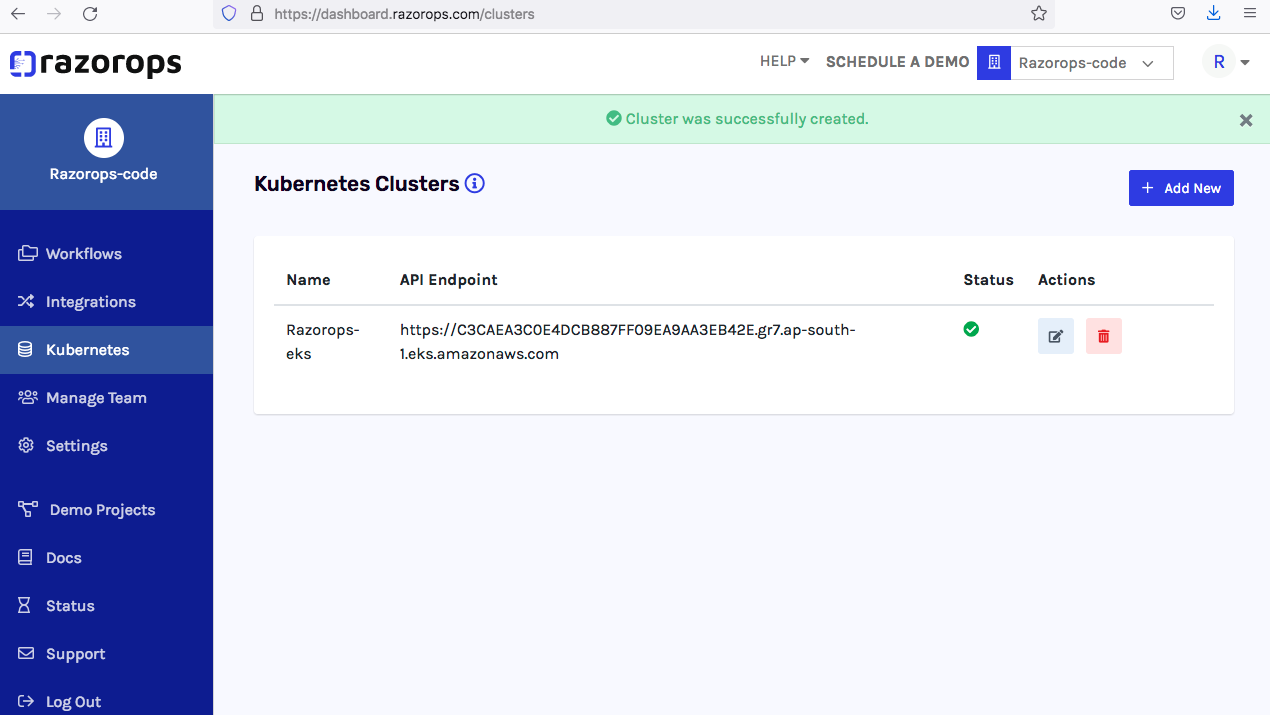 https://dashboard.razorops.com/clusters
razorops
HELP
SCHEDULE A DEMO
Razorops-code
R
Razorops-code
Cluster was successfully created.
Kubernetes Clusters
Add New
Workflows
Integrations
Kubernetes
Manage Team
Settings
Demo Projects
Docs
Status
Support
Log Out
Name API Endpoint Status Actions
Razorops- https://C3CAEA3C0E4DCB887FF09EA9AA3EB42E.gr7.ap-south-
eks 1.eks.amazonaws.com